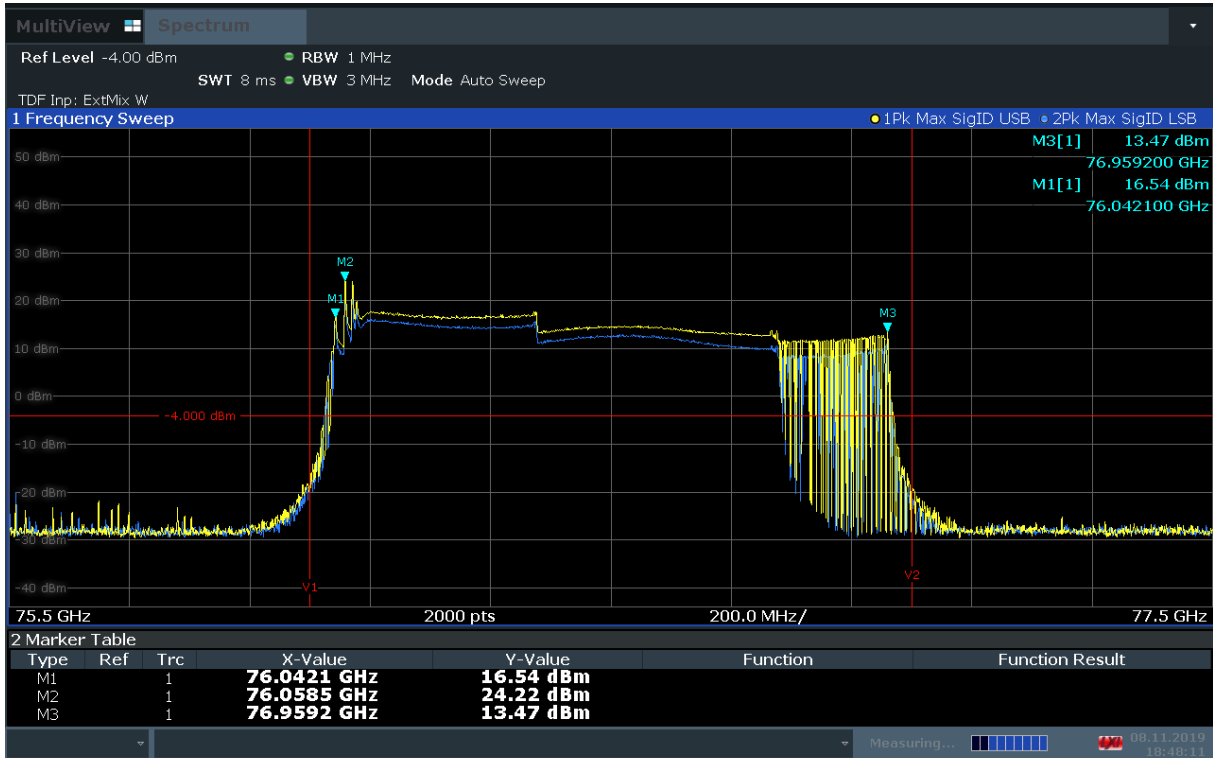 MultiView Spectrum
Ref Level -4.00 dBm RBW 1 MHz
SWT 8 ms VBW 3 MHz Mode Auto Sweep
TDF Inp: ExtMix W
1 Frequency Sweep 1Pk Max SigID USB 2Pk Max SigID LSB
M3[1] 13.47 dBm
50 dBm
76.959200 GHz
M1[1] 16.54 dBm
40 dBm
76.042100 GHz
30 dBm
M2
20 dBm
M1
M3
10 dBm
0 dBm
-4.000 dBm
-10 dBm
-20 dBm
-30 dBm
-40 dBm
V1
V2
75.5 GHz 2000 pts 200.0 MHz/ 77.5 GHz
2 Marker Table
Type Ref Trc X-Value Y-Value Function Function Result
M1 1 76.0421 GHz 16.54 dBm
M2 1 76.0585 GHz 24.22 dBm
M3 1 76.9592 GHz 13.47 dBm
Measuring... 08.11.2019
18:48:11